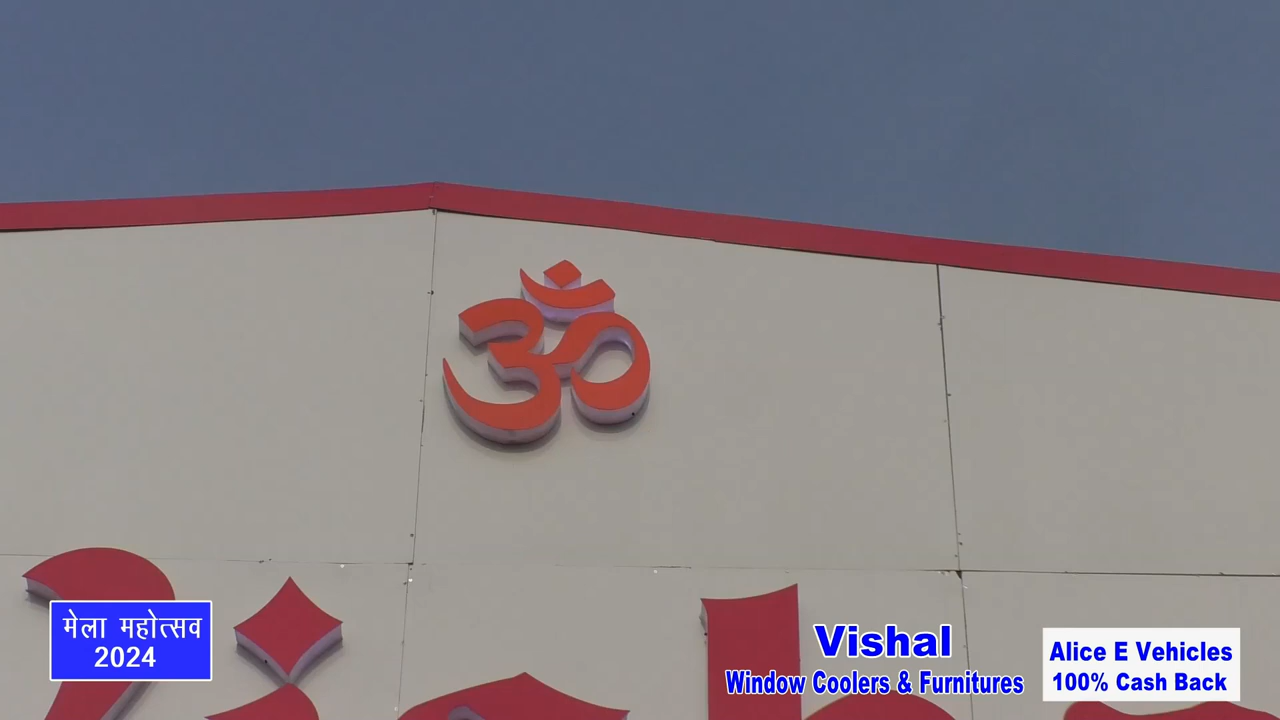 ॐ
मेला महोत्सव
2024
Vishal
Window Coolers & Furnitures
Alice E Vehicles
100% Cash Back